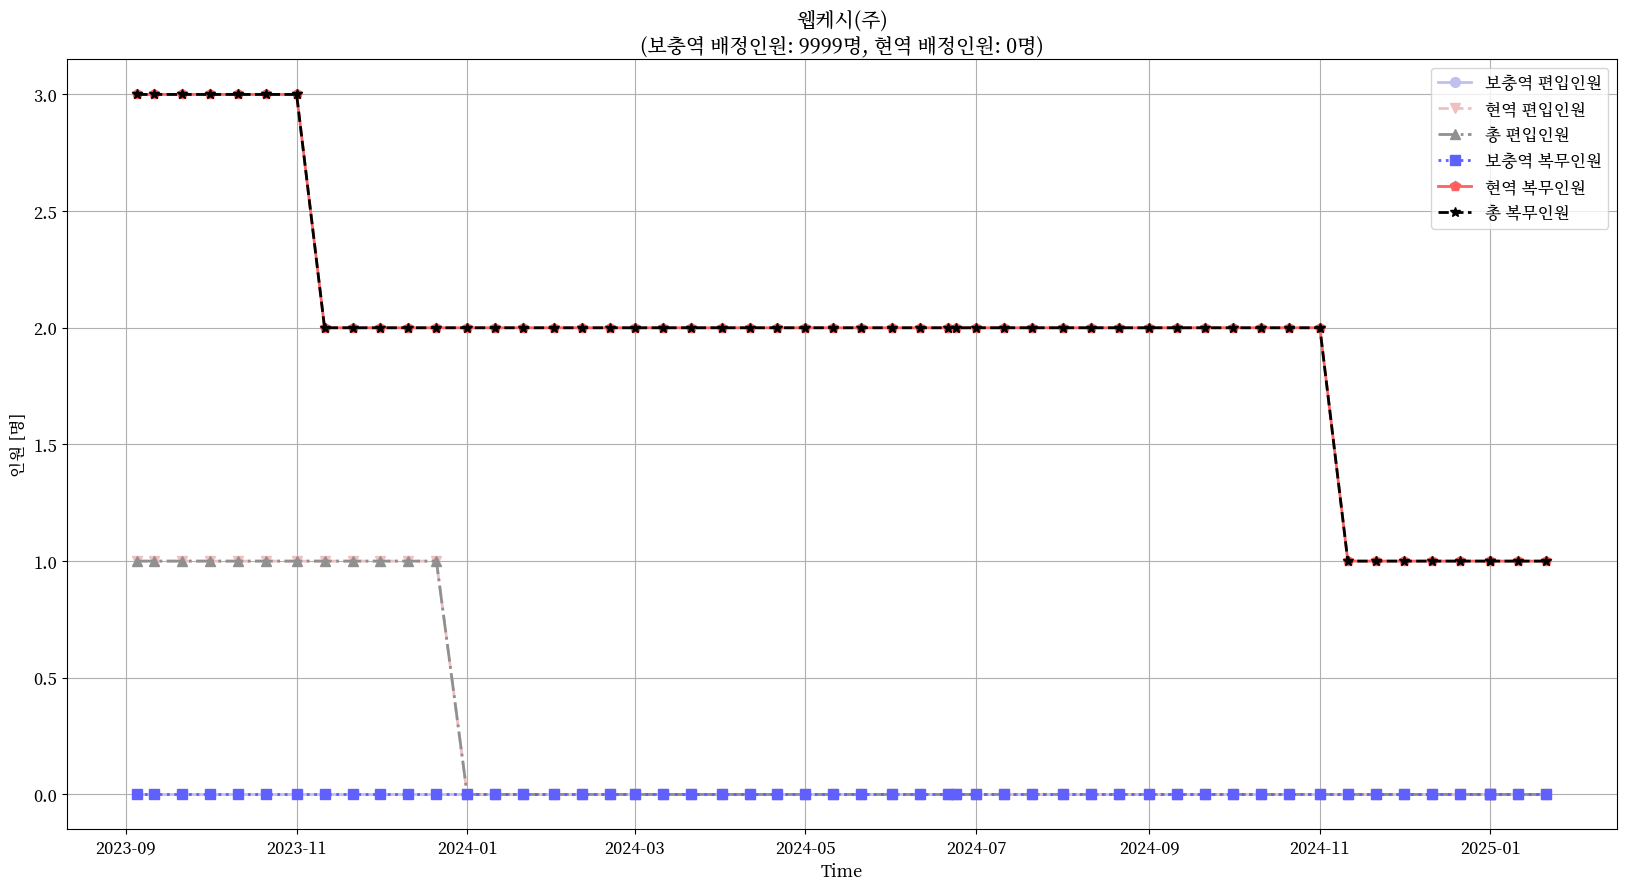 웹케시(주)
(보충역 배정인원: 9999명, 현역 배정인원: 0명)
보충역 편입인원
현역 편입인원
총 편입인원
보충역 복무인원
현역 복무인원
총 복무인원
인원 [명]
3.0
2.5
2.0
1.5
1.0
0.5
0.0
2023-09
2023-11
2024-01
2024-03
2024-05
2024-07
2024-09
2024-11
2025-01
Time